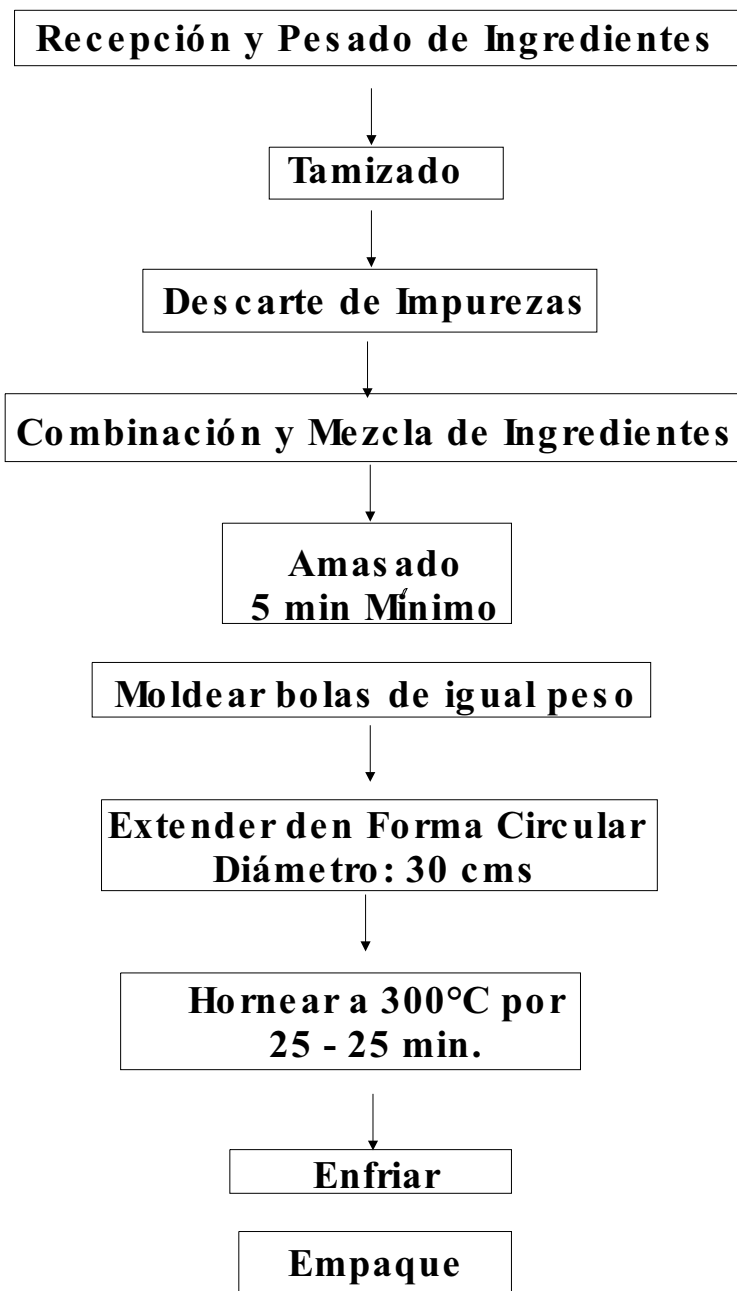 Recepción y Pesado de Ingredientes
Tamizado
Descarte de Impurezas
Combinación y Mezcla de Ingredientes
Amasado
5 min Mínimo
Moldear bolas de igual peso
Extender den Forma Circular
Diámetro: 30 cms
Hornear a 300°C por
25 - 25 min.
Enfriar
Empaque